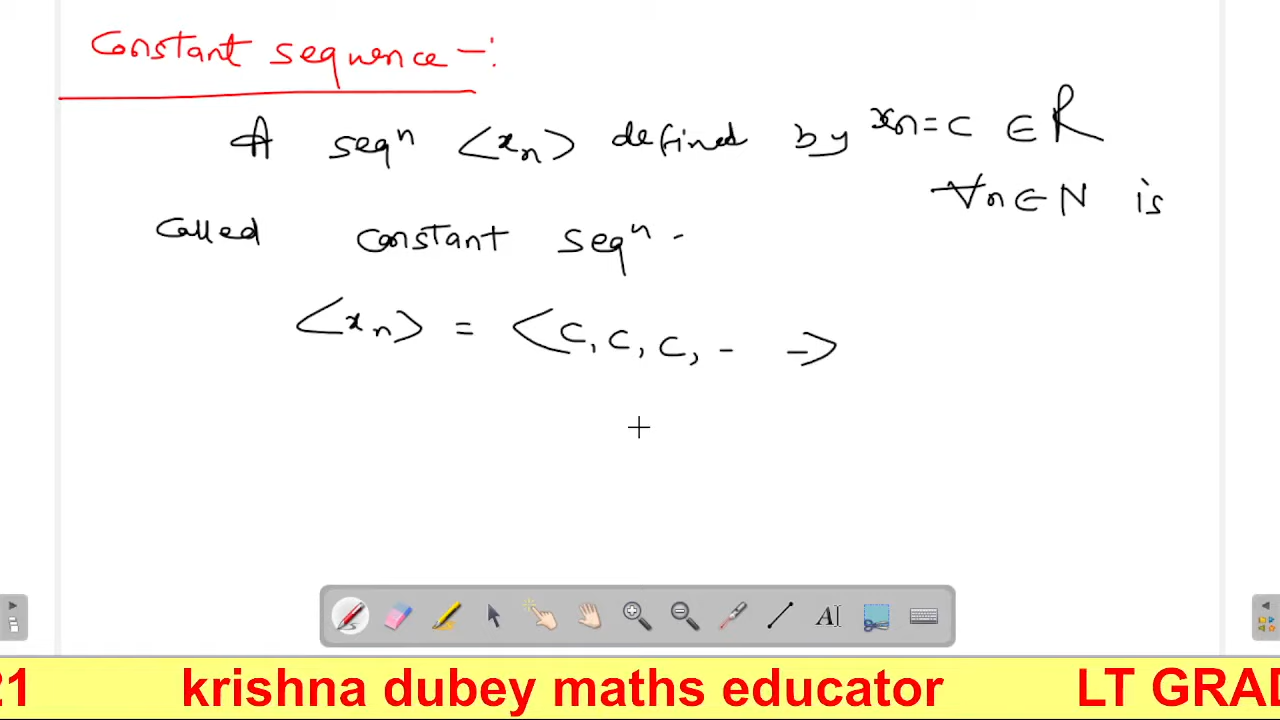 Constant sequence -:
A seqⁿ <xₙ> defined by xₙ = c ∈ R
∀n ∈ N is
called constant seqⁿ -
<xₙ> = <c, c, c, - ->
AI
21 krishna dubey maths educator LT GRAD